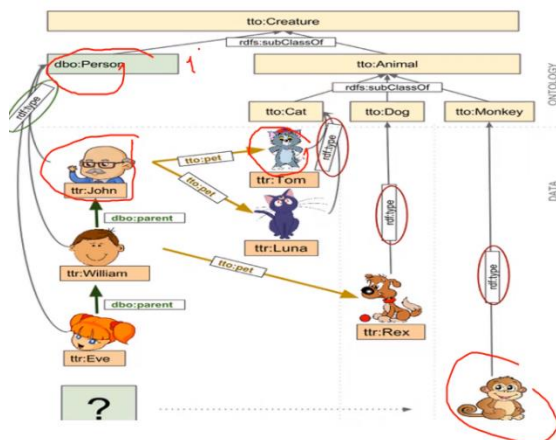 tto:Creature
rdfs:subClassOf
dbo:Person
tto:Animal
rdfs:subClassOf
tto:Cat
tto:Dog
tto:Monkey
ONTOLOGY
rdf:type
rdf:type
tto:pet
ttr:John
ttr:Tom
tto:pet
rdf:type
DATA
dbo:parent
ttr:Luna
rdf:type
ttr:William
tto:pet
dbo:parent
ttr:Rex
ttr:Eve
?